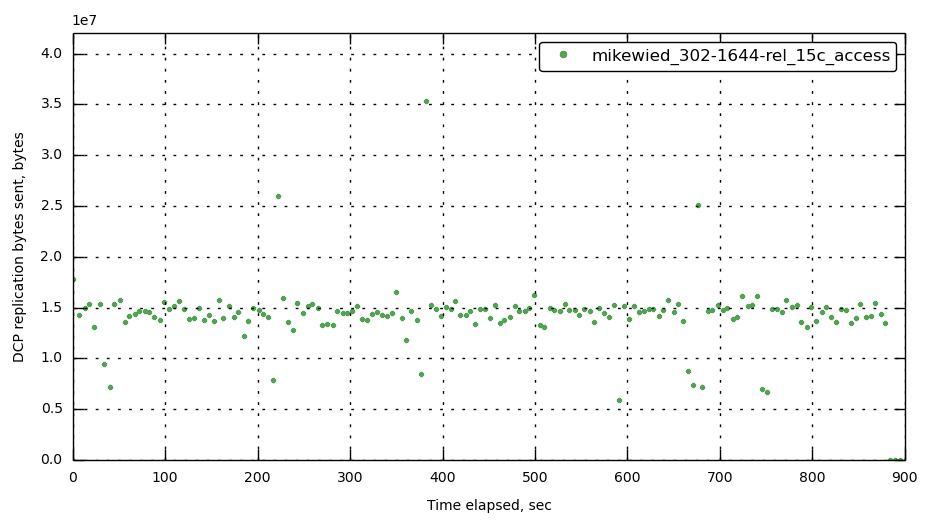 1e7
4.0
mikewied_302-1644-rel_15c_access
3.5
3.0
2.5
2.0
1.5
1.0
0.5
0.0
DCP replication bytes sent, bytes
0 100 200 300 400 500 600 700 800 900
Time elapsed, sec